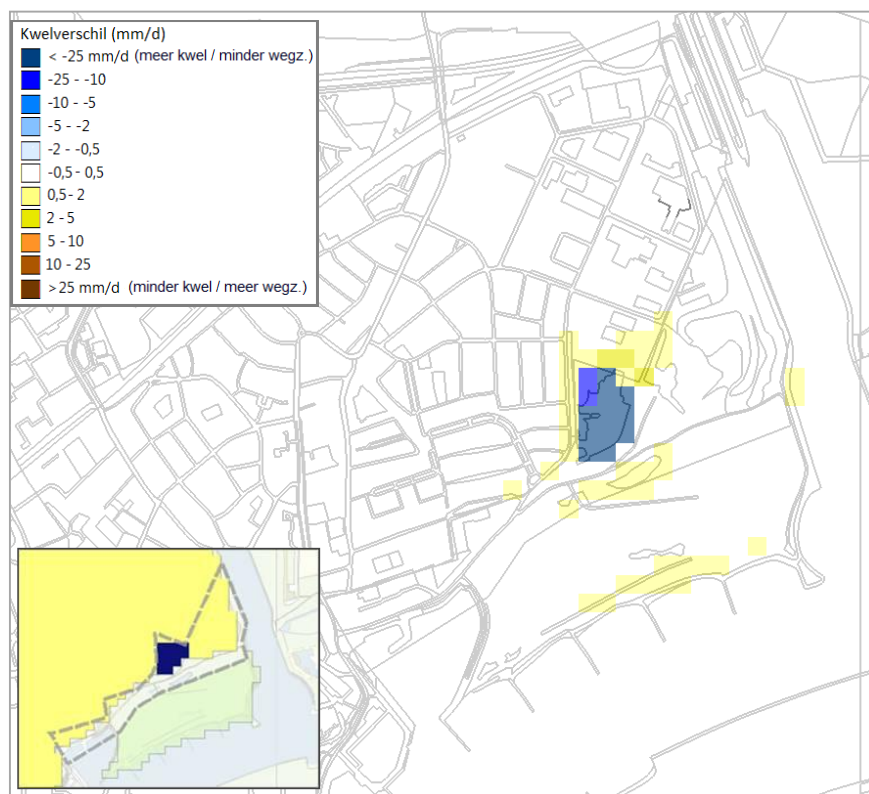 Kwelverschil (mm/d)
< -25 mm/d (meer kwel / minder wegz.)
-25 - -10
-10 - -5
-5 - -2
-2 - -0,5
-0,5 - 0,5
0,5- 2
2 - 5
5 - 10
10 - 25
>25 mm/d (minder kwel / meer wegz.)